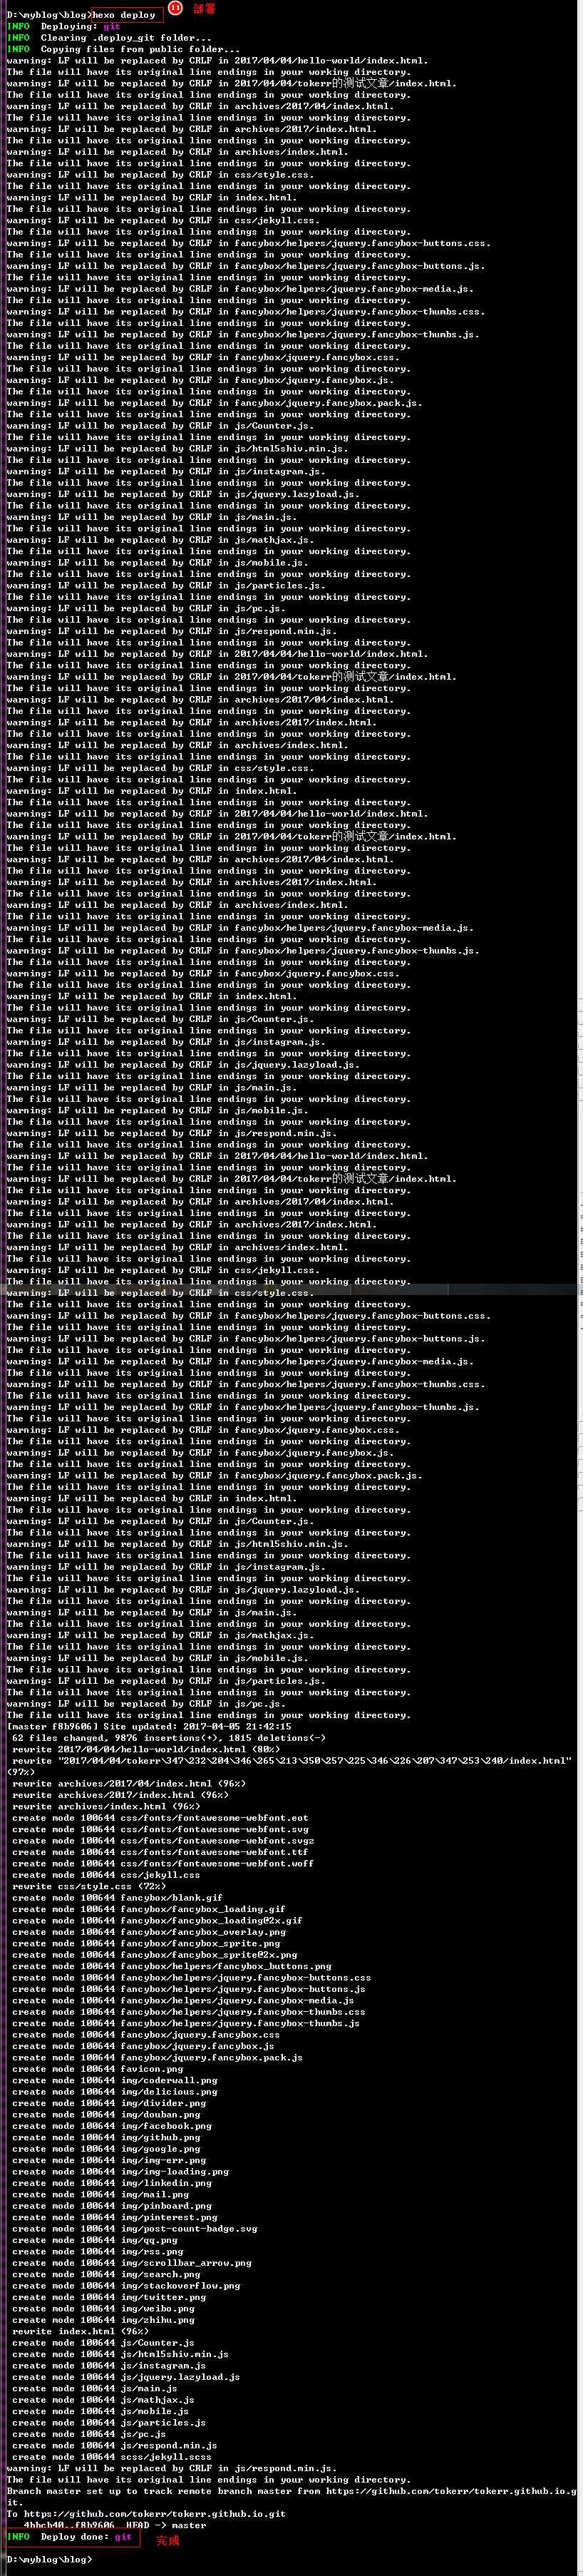 D:\myblog\blog>hexo deploy 11 部署
INFO  Deploying: git
INFO  Clearing .deploy_git folder...
INFO  Copying files from public folder...
warning: LF will be replaced by CRLF in 2017/04/04/hello-world/index.html.
The file will have its original line endings in your working directory.
warning: LF will be replaced by CRLF in 2017/04/04/tokerr的测试文章/index.html.
The file will have its original line endings in your working directory.
warning: LF will be replaced by CRLF in archives/2017/04/index.html.
The file will have its original line endings in your working directory.
warning: LF will be replaced by CRLF in archives/2017/index.html.
The file will have its original line endings in your working directory.
warning: LF will be replaced by CRLF in archives/index.html.
The file will have its original line endings in your working directory.
warning: LF will be replaced by CRLF in css/style.css.
The file will have its original line endings in your working directory.
warning: LF will be replaced by CRLF in index.html.
The file will have its original line endings in your working directory.
warning: LF will be replaced by CRLF in css/jekyll.css.
The file will have its original line endings in your working directory.
warning: LF will be replaced by CRLF in fancybox/helpers/jquery.fancybox-buttons.css.
The file will have its original line endings in your working directory.
warning: LF will be replaced by CRLF in fancybox/helpers/jquery.fancybox-buttons.js.
The file will have its original line endings in your working directory.
warning: LF will be replaced by CRLF in fancybox/helpers/jquery.fancybox-media.js.
The file will have its original line endings in your working directory.
warning: LF will be replaced by CRLF in fancybox/helpers/jquery.fancybox-thumbs.css.
The file will have its original line endings in your working directory.
warning: LF will be replaced by CRLF in fancybox/helpers/jquery.fancybox-thumbs.js.
The file will have its original line endings in your working directory.
warning: LF will be replaced by CRLF in fancybox/jquery.fancybox.css.
The file will have its original line endings in your working directory.
warning: LF will be replaced by CRLF in fancybox/jquery.fancybox.js.
The file will have its original line endings in your working directory.
warning: LF will be replaced by CRLF in fancybox/jquery.fancybox.pack.js.
The file will have its original line endings in your working directory.
warning: LF will be replaced by CRLF in js/Counter.js.
The file will have its original line endings in your working directory.
warning: LF will be replaced by CRLF in js/html5shiv.min.js.
The file will have its original line endings in your working directory.
warning: LF will be replaced by CRLF in js/instagram.js.
The file will have its original line endings in your working directory.
warning: LF will be replaced by CRLF in js/jquery.lazyload.js.
The file will have its original line endings in your working directory.
warning: LF will be replaced by CRLF in js/main.js.
The file will have its original line endings in your working directory.
warning: LF will be replaced by CRLF in js/mathjax.js.
The file will have its original line endings in your working directory.
warning: LF will be replaced by CRLF in js/mobile.js.
The file will have its original line endings in your working directory.
warning: LF will be replaced by CRLF in js/particles.js.
The file will have its original line endings in your working directory.
warning: LF will be replaced by CRLF in js/pc.js.
The file will have its original line endings in your working directory.
warning: LF will be replaced by CRLF in js/respond.min.js.
The file will have its original line endings in your working directory.
warning: LF will be replaced by CRLF in 2017/04/04/hello-world/index.html.
The file will have its original line endings in your working directory.
warning: LF will be replaced by CRLF in 2017/04/04/tokerr的测试文章/index.html.
The file will have its original line endings in your working directory.
warning: LF will be replaced by CRLF in archives/2017/04/index.html.
The file will have its original line endings in your working directory.
warning: LF will be replaced by CRLF in archives/2017/index.html.
The file will have its original line endings in your working directory.
warning: LF will be replaced by CRLF in archives/index.html.
The file will have its original line endings in your working directory.
warning: LF will be replaced by CRLF in css/style.css.
The file will have its original line endings in your working directory.
warning: LF will be replaced by CRLF in index.html.
The file will have its original line endings in your working directory.
warning: LF will be replaced by CRLF in 2017/04/04/hello-world/index.html.
The file will have its original line endings in your working directory.
warning: LF will be replaced by CRLF in 2017/04/04/tokerr的测试文章/index.html.
The file will have its original line endings in your working directory.
warning: LF will be replaced by CRLF in archives/2017/04/index.html.
The file will have its original line endings in your working directory.
warning: LF will be replaced by CRLF in archives/2017/index.html.
The file will have its original line endings in your working directory.
warning: LF will be replaced by CRLF in archives/index.html.
The file will have its original line endings in your working directory.
warning: LF will be replaced by CRLF in fancybox/helpers/jquery.fancybox-media.js.
The file will have its original line endings in your working directory.
warning: LF will be replaced by CRLF in fancybox/helpers/jquery.fancybox-thumbs.js.
The file will have its original line endings in your working directory.
warning: LF will be replaced by CRLF in fancybox/jquery.fancybox.css.
The file will have its original line endings in your working directory.
warning: LF will be replaced by CRLF in index.html.
The file will have its original line endings in your working directory.
warning: LF will be replaced by CRLF in js/Counter.js.
The file will have its original line endings in your working directory.
warning: LF will be replaced by CRLF in js/instagram.js.
The file will have its original line endings in your working directory.
warning: LF will be replaced by CRLF in js/jquery.lazyload.js.
The file will have its original line endings in your working directory.
warning: LF will be replaced by CRLF in js/main.js.
The file will have its original line endings in your working directory.
warning: LF will be replaced by CRLF in js/mobile.js.
The file will have its original line endings in your working directory.
warning: LF will be replaced by CRLF in js/respond.min.js.
The file will have its original line endings in your working directory.
warning: LF will be replaced by CRLF in 2017/04/04/hello-world/index.html.
The file will have its original line endings in your working directory.
warning: LF will be replaced by CRLF in 2017/04/04/tokerr的测试文章/index.html.
The file will have its original line endings in your working directory.
warning: LF will be replaced by CRLF in archives/2017/04/index.html.
The file will have its original line endings in your working directory.
warning: LF will be replaced by CRLF in archives/2017/index.html.
The file will have its original line endings in your working directory.
warning: LF will be replaced by CRLF in archives/index.html.
The file will have its original line endings in your working directory.
warning: LF will be replaced by CRLF in css/jekyll.css.
The file will have its original line endings in your working directory.
warning: LF will be replaced by CRLF in css/style.css.
The file will have its original line endings in your working directory.
warning: LF will be replaced by CRLF in fancybox/helpers/jquery.fancybox-buttons.css.
The file will have its original line endings in your working directory.
warning: LF will be replaced by CRLF in fancybox/helpers/jquery.fancybox-buttons.js.
The file will have its original line endings in your working directory.
warning: LF will be replaced by CRLF in fancybox/helpers/jquery.fancybox-media.js.
The file will have its original line endings in your working directory.
warning: LF will be replaced by CRLF in fancybox/helpers/jquery.fancybox-thumbs.css.
The file will have its original line endings in your working directory.
warning: LF will be replaced by CRLF in fancybox/helpers/jquery.fancybox-thumbs.js.
The file will have its original line endings in your working directory.
warning: LF will be replaced by CRLF in fancybox/jquery.fancybox.css.
The file will have its original line endings in your working directory.
warning: LF will be replaced by CRLF in fancybox/jquery.fancybox.js.
The file will have its original line endings in your working directory.
warning: LF will be replaced by CRLF in fancybox/jquery.fancybox.pack.js.
The file will have its original line endings in your working directory.
warning: LF will be replaced by CRLF in index.html.
The file will have its original line endings in your working directory.
warning: LF will be replaced by CRLF in js/Counter.js.
The file will have its original line endings in your working directory.
warning: LF will be replaced by CRLF in js/html5shiv.min.js.
The file will have its original line endings in your working directory.
warning: LF will be replaced by CRLF in js/instagram.js.
The file will have its original line endings in your working directory.
warning: LF will be replaced by CRLF in js/jquery.lazyload.js.
The file will have its original line endings in your working directory.
warning: LF will be replaced by CRLF in js/main.js.
The file will have its original line endings in your working directory.
warning: LF will be replaced by CRLF in js/mathjax.js.
The file will have its original line endings in your working directory.
warning: LF will be replaced by CRLF in js/mobile.js.
The file will have its original line endings in your working directory.
warning: LF will be replaced by CRLF in js/particles.js.
The file will have its original line endings in your working directory.
warning: LF will be replaced by CRLF in js/pc.js.
The file will have its original line endings in your working directory.
[master f8b9606] Site updated: 2017-04-05 21:42:15
 62 files changed, 9876 insertions(+), 1815 deletions(-)
 rewrite 2017/04/04/hello-world/index.html (80%)
 rewrite "2017/04/04/tokerr\347\232\204\346\265\213\350\257\225\346\226\207\347\253\240/index.html"
(97%)
 rewrite archives/2017/04/index.html (96%)
 rewrite archives/2017/index.html (96%)
 rewrite archives/index.html (96%)
 create mode 100644 css/fonts/fontawesome-webfont.eot
 create mode 100644 css/fonts/fontawesome-webfont.svg
 create mode 100644 css/fonts/fontawesome-webfont.svgz
 create mode 100644 css/fonts/fontawesome-webfont.ttf
 create mode 100644 css/fonts/fontawesome-webfont.woff
 create mode 100644 css/jekyll.css
 rewrite css/style.css (72%)
 create mode 100644 fancybox/blank.gif
 create mode 100644 fancybox/fancybox_loading.gif
 create mode 100644 fancybox/fancybox_loading@2x.gif
 create mode 100644 fancybox/fancybox_overlay.png
 create mode 100644 fancybox/fancybox_sprite.png
 create mode 100644 fancybox/fancybox_sprite@2x.png
 create mode 100644 fancybox/helpers/fancybox_buttons.png
 create mode 100644 fancybox/helpers/jquery.fancybox-buttons.css
 create mode 100644 fancybox/helpers/jquery.fancybox-buttons.js
 create mode 100644 fancybox/helpers/jquery.fancybox-media.js
 create mode 100644 fancybox/helpers/jquery.fancybox-thumbs.css
 create mode 100644 fancybox/helpers/jquery.fancybox-thumbs.js
 create mode 100644 fancybox/jquery.fancybox.css
 create mode 100644 fancybox/jquery.fancybox.js
 create mode 100644 fancybox/jquery.fancybox.pack.js
 create mode 100644 favicon.png
 create mode 100644 img/coderwall.png
 create mode 100644 img/delicious.png
 create mode 100644 img/divider.png
 create mode 100644 img/douban.png
 create mode 100644 img/facebook.png
 create mode 100644 img/github.png
 create mode 100644 img/google.png
 create mode 100644 img/img-err.png
 create mode 100644 img/img-loading.png
 create mode 100644 img/linkedin.png
 create mode 100644 img/mail.png
 create mode 100644 img/pinboard.png
 create mode 100644 img/pinterest.png
 create mode 100644 img/post-count-badge.svg
 create mode 100644 img/qq.png
 create mode 100644 img/rss.png
 create mode 100644 img/scrollbar_arrow.png
 create mode 100644 img/search.png
 create mode 100644 img/stackoverflow.png
 create mode 100644 img/twitter.png
 create mode 100644 img/weibo.png
 create mode 100644 img/zhihu.png
 rewrite index.html (96%)
 create mode 100644 js/Counter.js
 create mode 100644 js/html5shiv.min.js
 create mode 100644 js/instagram.js
 create mode 100644 js/jquery.lazyload.js
 create mode 100644 js/main.js
 create mode 100644 js/mathjax.js
 create mode 100644 js/mobile.js
 create mode 100644 js/particles.js
 create mode 100644 js/pc.js
 create mode 100644 js/respond.min.js
 create mode 100644 scss/jekyll.scss
warning: LF will be replaced by CRLF in js/respond.min.js.
The file will have its original line endings in your working directory.
Branch master set up to track remote branch master from https://github.com/tokerr/tokerr.github.io.g
it.
To https://github.com/tokerr/tokerr.github.io.git
   4bbcb40..f8b9606  HEAD -> master
INFO  Deploy done: git 完成
D:\myblog\blog>